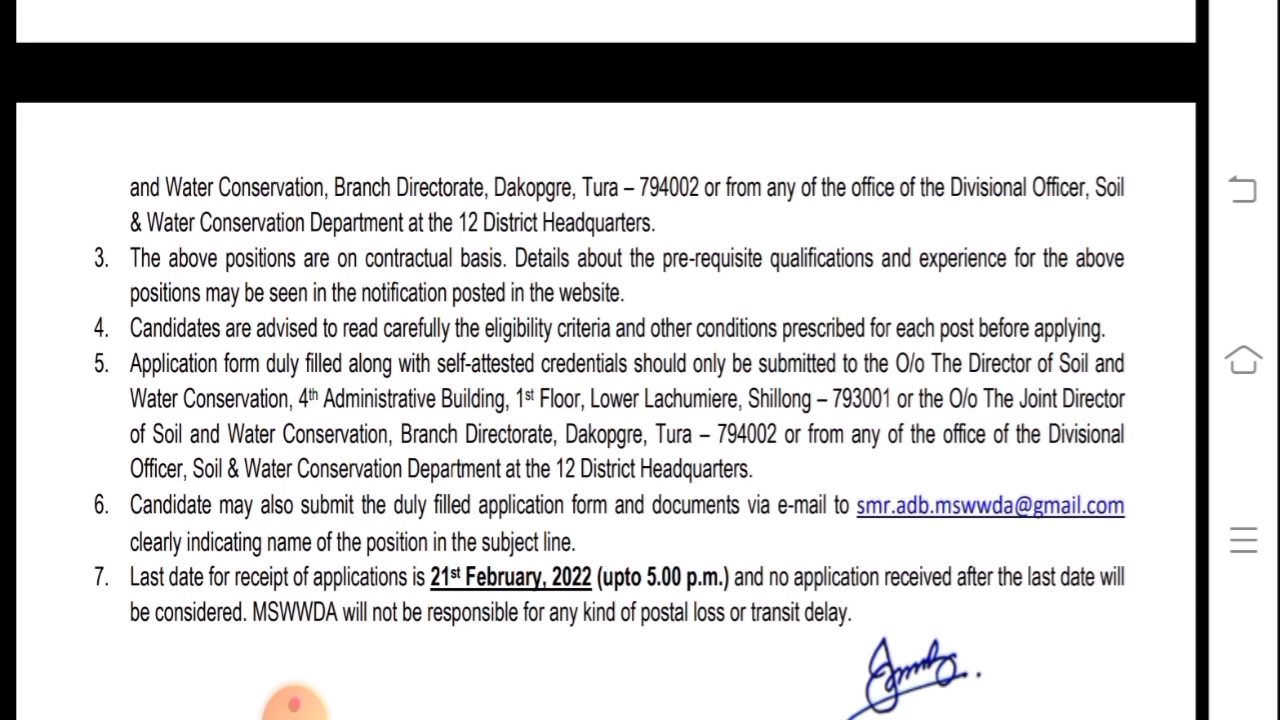 and Water Conservation, Branch Directorate, Dakopgre, Tura – 794002 or from any of the office of the Divisional Officer, Soil
& Water Conservation Department at the 12 District Headquarters.
3. The above positions are on contractual basis. Details about the pre-requisite qualifications and experience for the above
positions may be seen in the notification posted in the website.
4. Candidates are advised to read carefully the eligibility criteria and other conditions prescribed for each post before applying.
5. Application form duly filled along with self-attested credentials should only be submitted to the O/o The Director of Soil and
Water Conservation, 4th Administrative Building, 1st Floor, Lower Lachumiere, Shillong – 793001 or the O/o The Joint Director
of Soil and Water Conservation, Branch Directorate, Dakopgre, Tura – 794002 or from any of the office of the Divisional
Officer, Soil & Water Conservation Department at the 12 District Headquarters.
6. Candidate may also submit the duly filled application form and documents via e-mail to smr.adb.mswwda@gmail.com
clearly indicating name of the position in the subject line.
7. Last date for receipt of applications is 21st February, 2022 (upto 5.00 p.m.) and no application received after the last date will
be considered. MSWWDA will not be responsible for any kind of postal loss or transit delay.